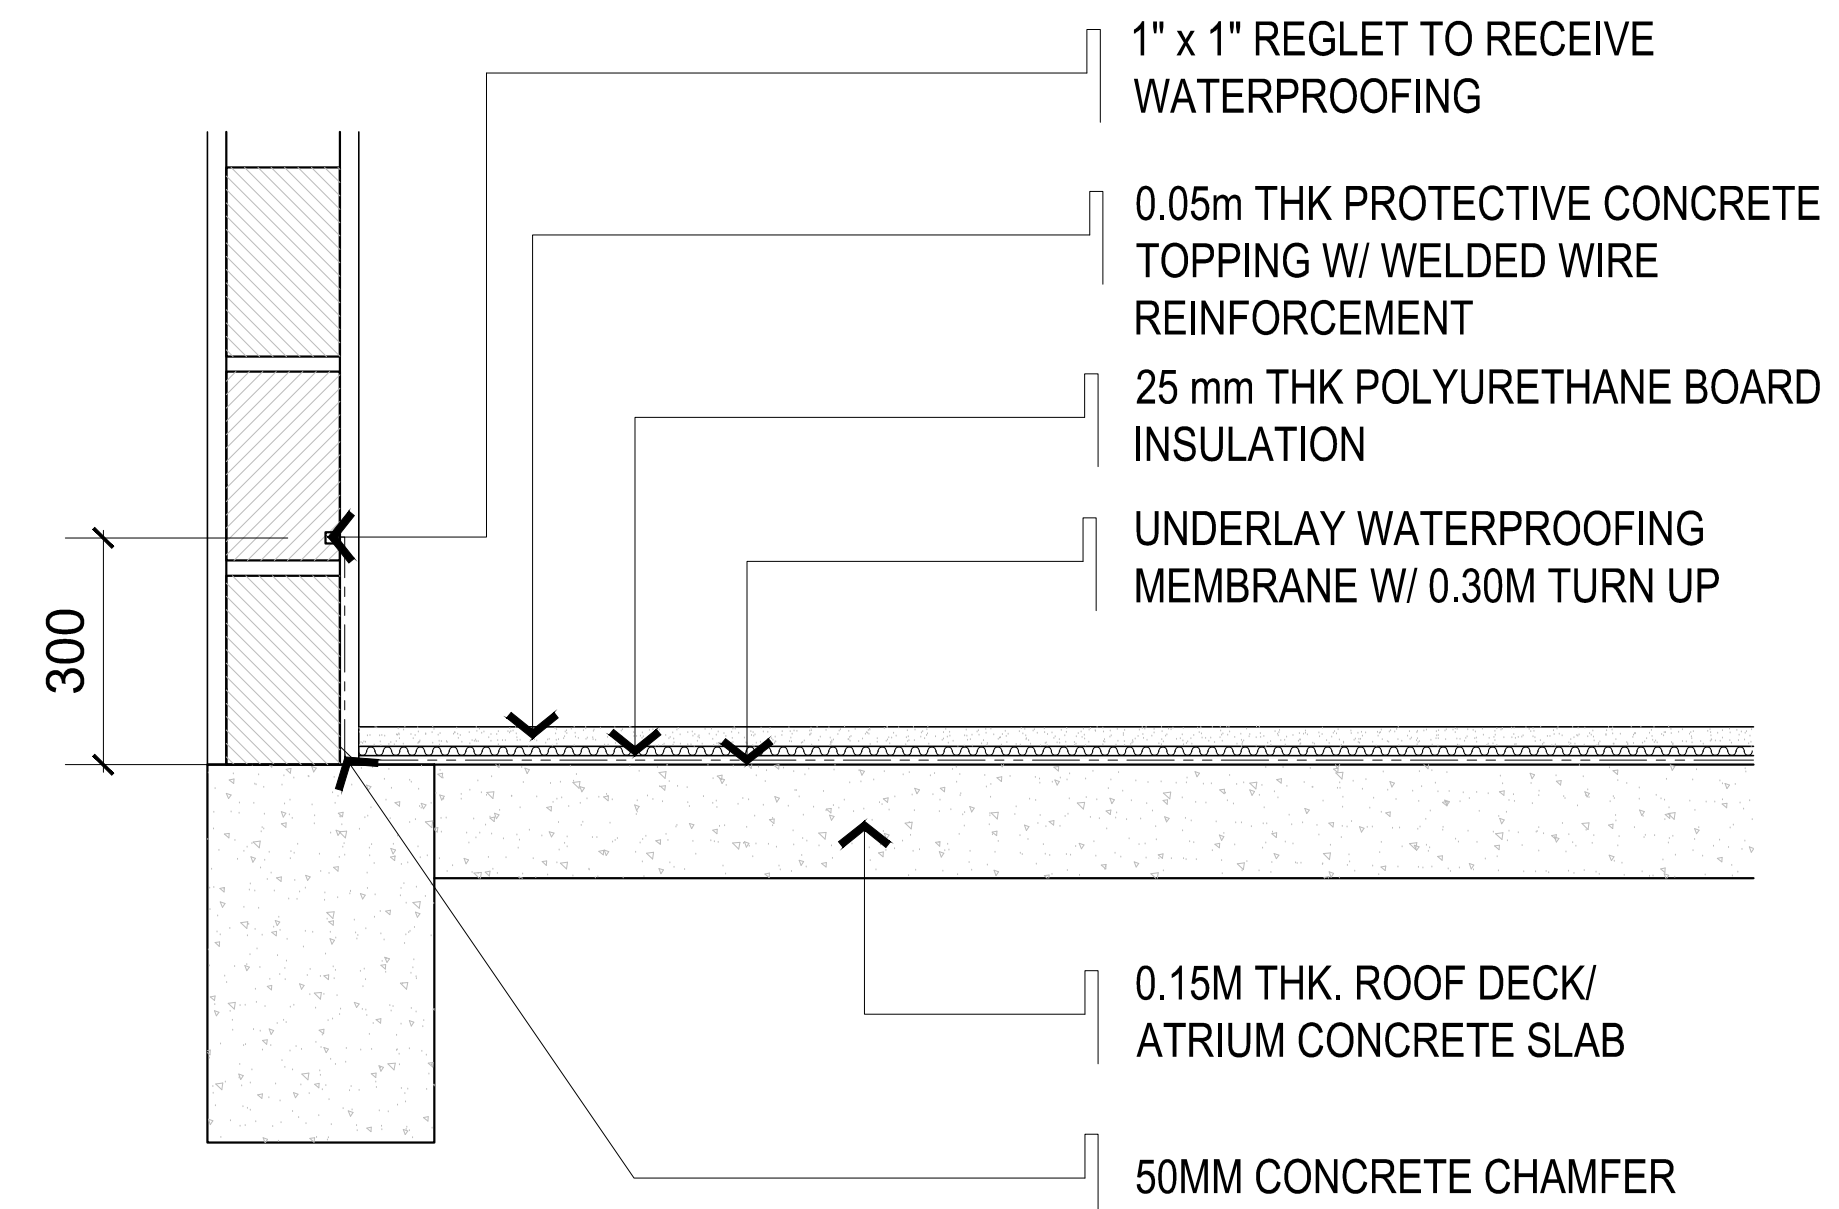 1" x 1" REGLET TO RECEIVE
WATERPROOFING
0.05m THK PROTECTIVE CONCRETE
TOPPING W/ WELDED WIRE
REINFORCEMENT
25 mm THK POLYURETHANE BOARD
INSULATION
UNDERLAY WATERPROOFING
MEMBRANE W/ 0.30M TURN UP
300
0.15M THK. ROOF DECK/
ATRIUM CONCRETE SLAB
50MM CONCRETE CHAMFER